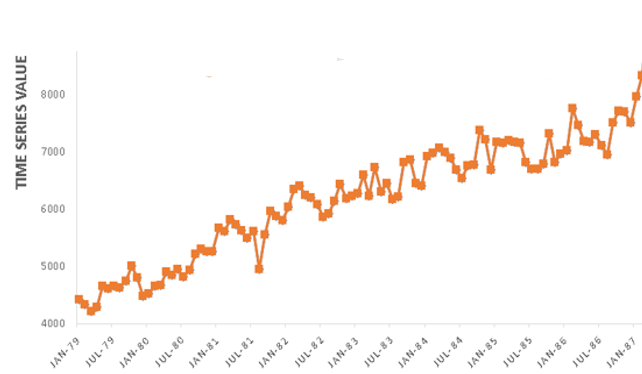 TIME SERIES VALUE
8000
7000
6000
5000
4000
JAN-79
JUL-79
JAN-80
JUL-80
JAN-81
JUL-81
JAN-82
JUL-82
JAN-83
JUL-83
JAN-84
JUL-84
JAN-85
JUL-85
JAN-86
JUL-86
JAN-87